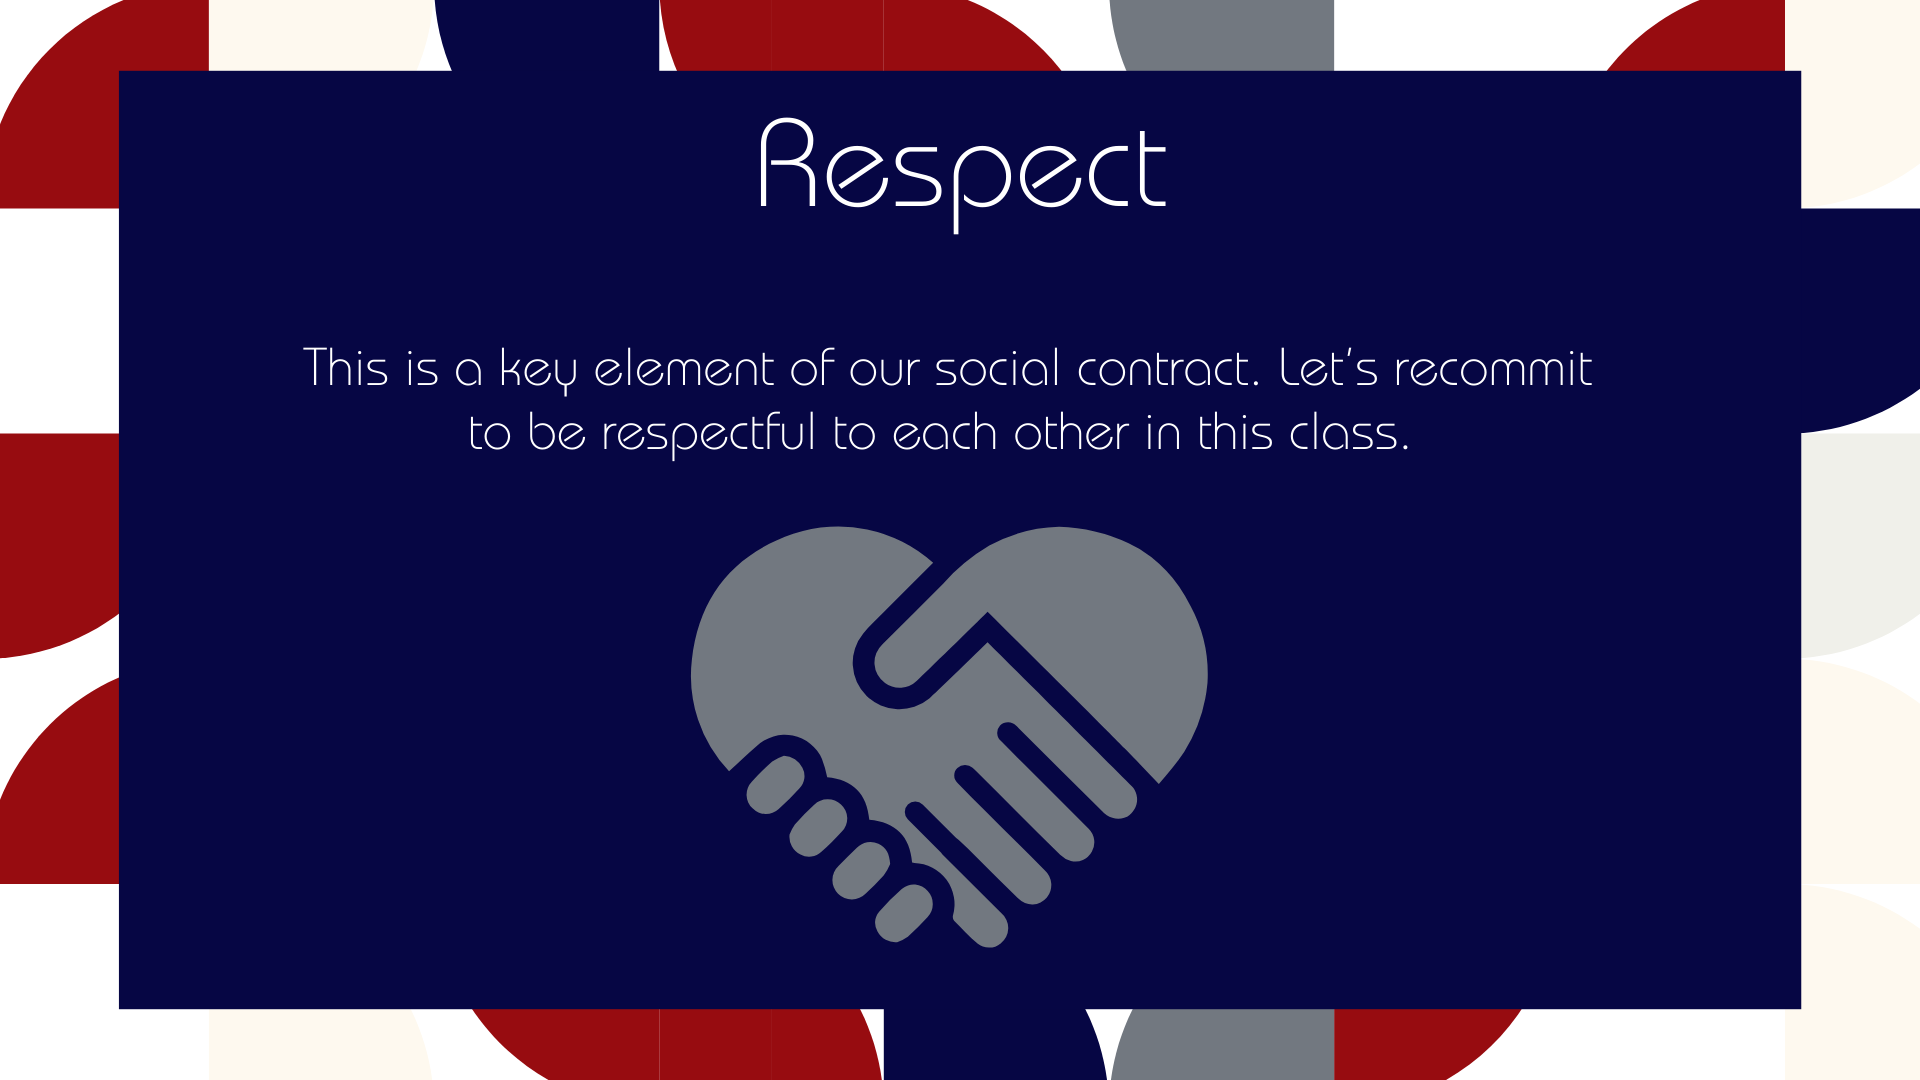 Respect
This is a key element of our social contract. Let's recommit
to be respectful to each other in this class.